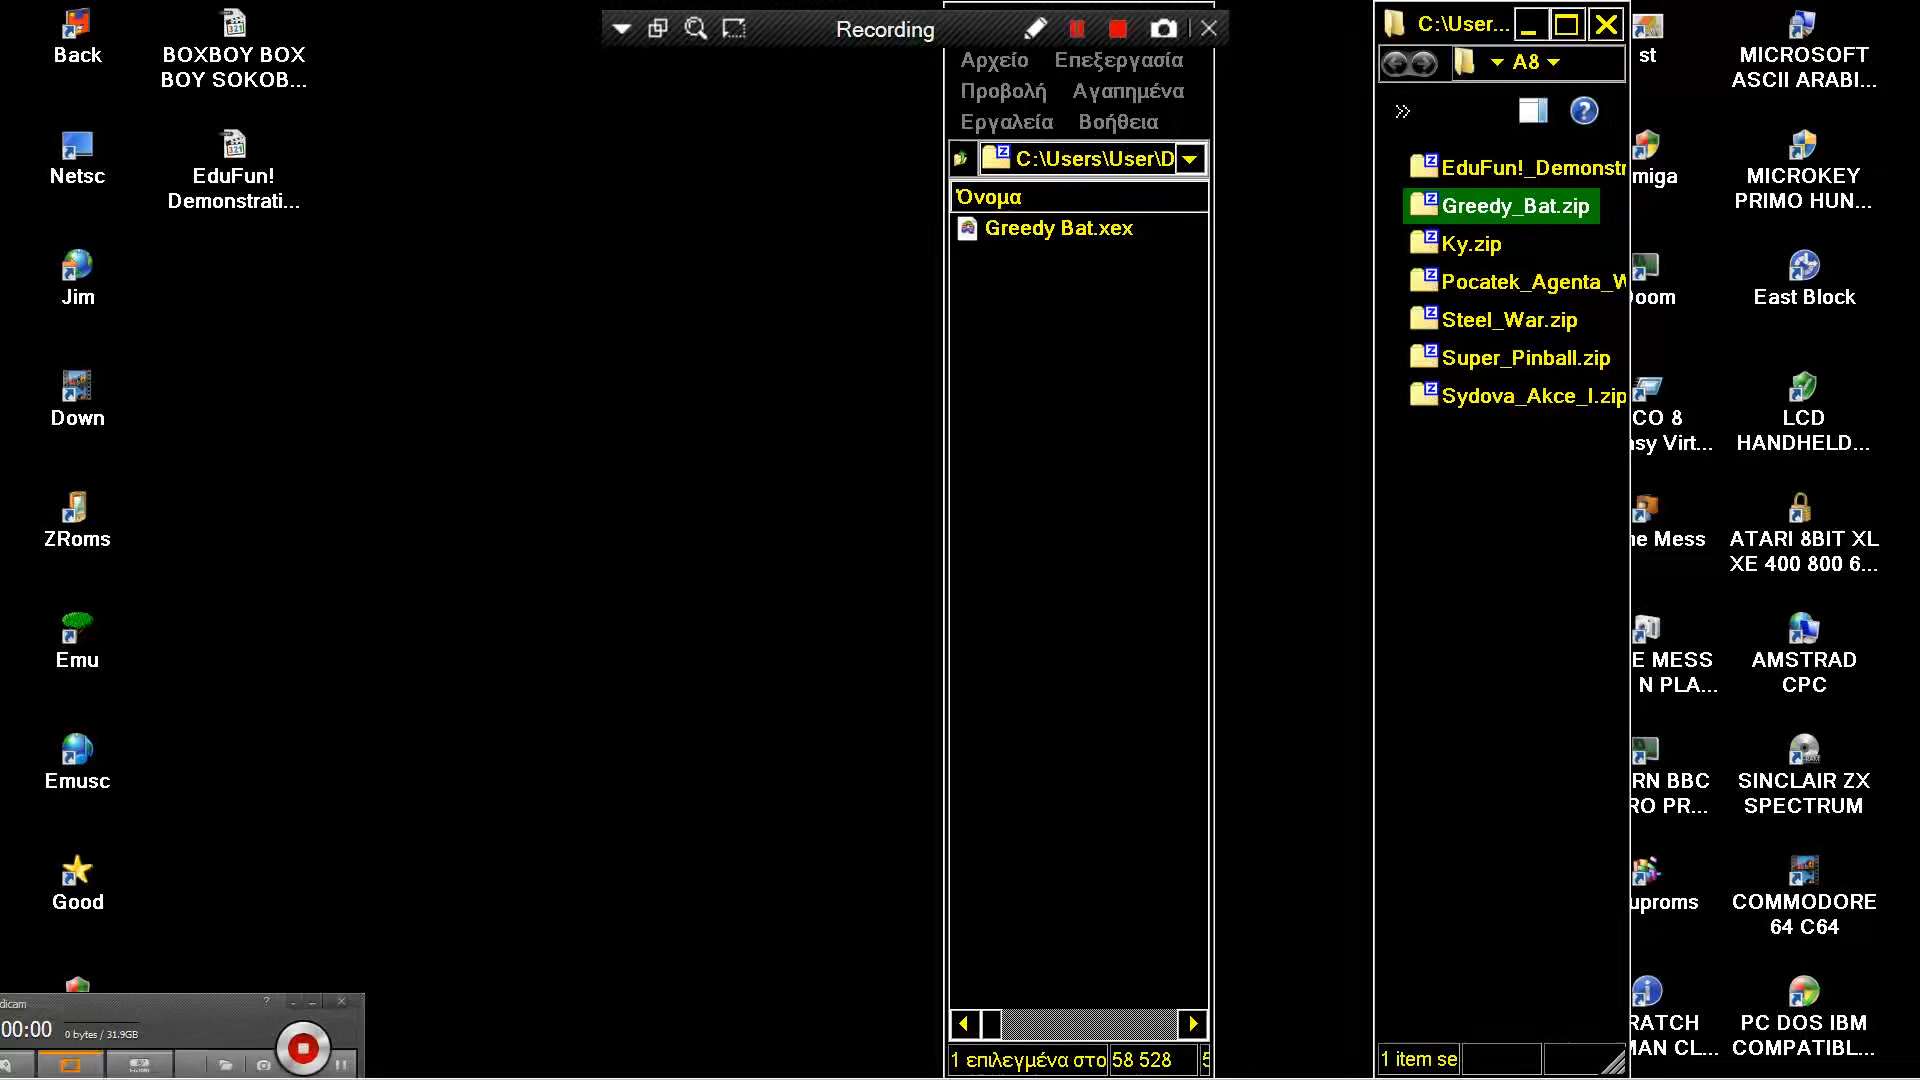 Back
BOXBOY BOX
BOY SOKOB...
Netsc
EduFun!
Demonstrati...
Jim
Down
ZRoms
Emu
Emusc
Good
dicam
00:00
0 bytes / 31.9GB
Recording
Αρχείο Επεξεργασία
Προβολή Αγαπημένα
Εργαλεία Βοήθεια
C:\Users\User\D
Όνομα
Greedy Bat.xex
1 επιλεγμένα στο
58 528
5
C:\User...
A8
EduFun!_Demonstr
Greedy_Bat.zip
Ky.zip
Pocatek_Agenta_W
Steel_War.zip
Super_Pinball.zip
Sydova_Akce_I.zip
1 item se
st
miga
oom
CO 8
asy Virt...
ne Mess
E MESS
N PLA...
RN BBC
RO PR...
uproms
RATCH
MAN CL...
MICROSOFT
ASCII ARABI...
MICROKEY
PRIMO HUN...
East Block
LCD
HANDHELD...
ATARI 8BIT XL
XE 400 800 6...
AMSTRAD
CPC
SINCLAIR ZX
SPECTRUM
COMMODORE
64 C64
PC DOS IBM
COMPATIBL...